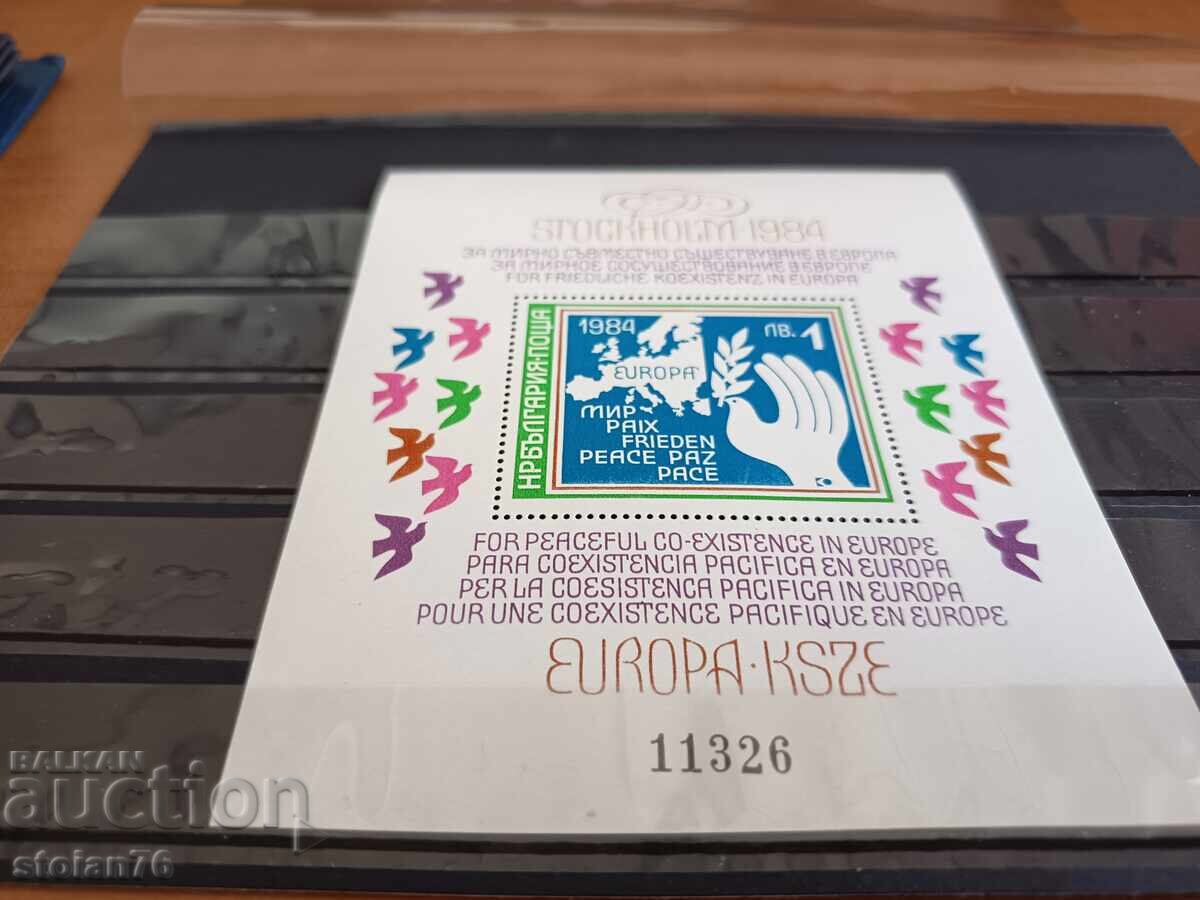 STOCKHOLM·1984
ЗА МИРНО СЪВМЕСТНО СЪЩЕСТВУВАНЕ В ЕВРОПА
ЗА МИРНОЕ СОСУЩЕСТВОВАНИЕ В ЕВРОПЕ
FÜR FRIEDLICHE KOEXISTENZ IN EUROPA
1984
ЛВ. 1
EUROPA
НРБЪЛГАРИЯ·ПОЩА
МИР
PAIX
FRIEDEN
PEACE PAZ
PACE
FOR PEACEFUL CO-EXISTENCE IN EUROPE
PARA COEXISTENCIA PACIFICA EN EUROPA
PER LA COESISTENCA PACIFICA IN EUROPA
POUR UNE COEXISTENCE PACIFIQUE EN EUROPE
EUROPA·KSZE
11326
BALKAN
auction
stoian76